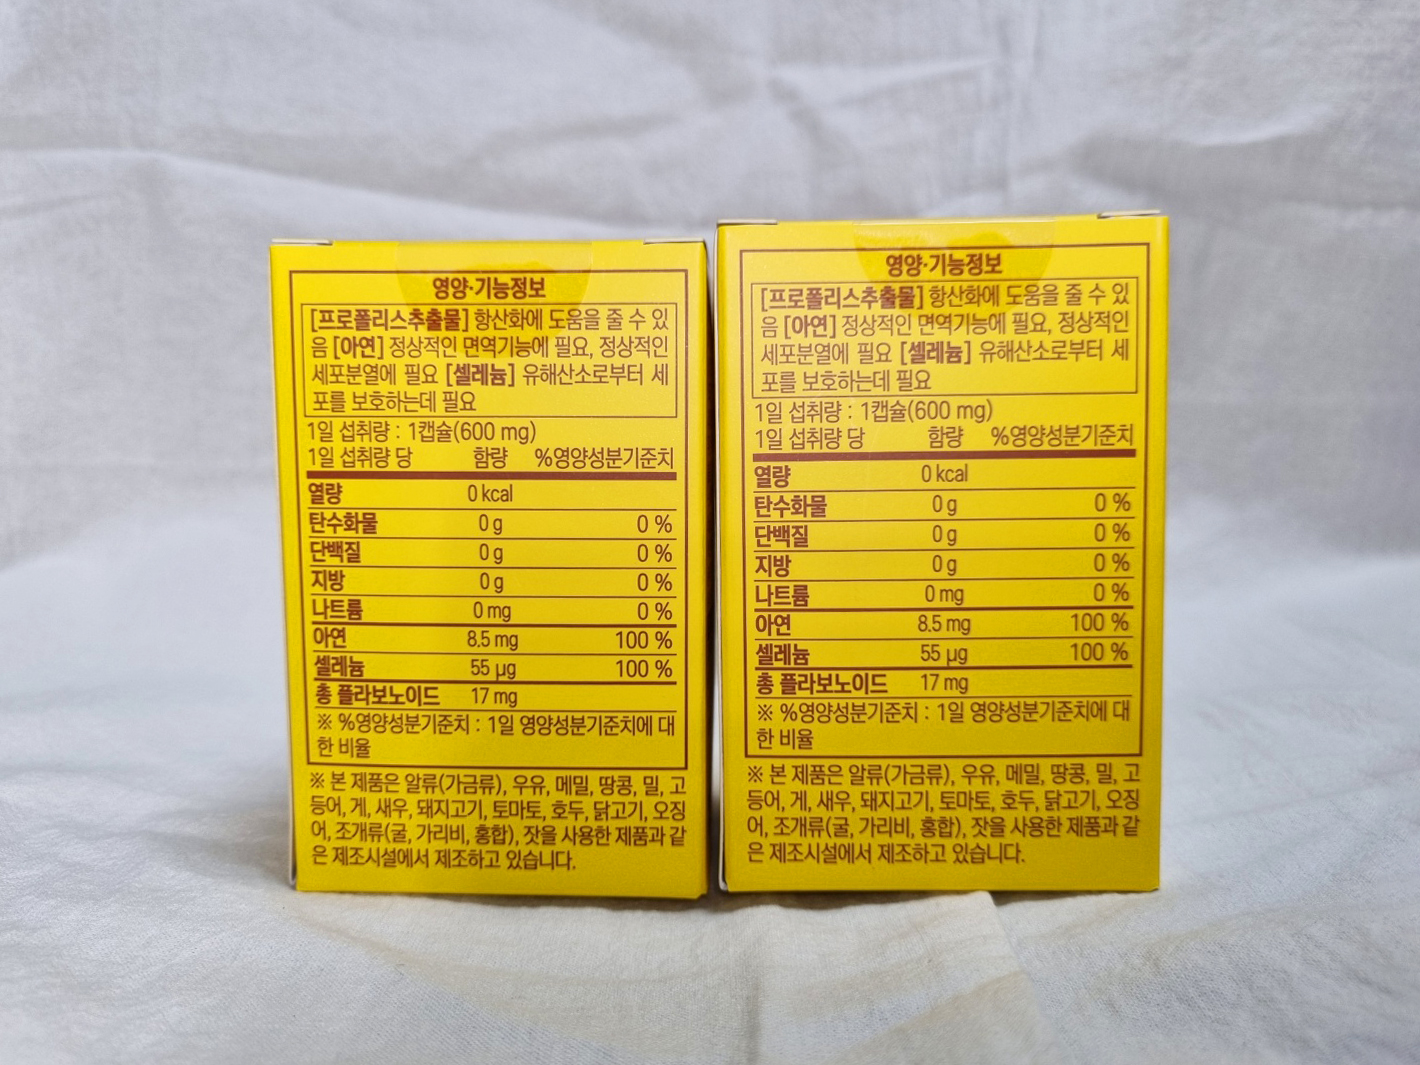 영양·기능정보
[프로폴리스추출물] 항산화에 도움을 줄 수 있
음 [아연] 정상적인 면역기능에 필요, 정상적인
세포분열에 필요 [셀레늄] 유해산소로부터 세
포를 보호하는데 필요
1일 섭취량 : 1캡슐(600 mg)
1일 섭취량 당 함량 %영양성분기준치
열량 0 kcal
탄수화물 0 g 0 %
단백질 0 g 0 %
지방 0 g 0 %
나트륨 0 mg 0 %
아연 8.5 mg 100 %
셀레늄 55 μg 100 %
총 플라보노이드 17 mg
※ %영양성분기준치 : 1일 영양성분기준치에 대
한 비율
※ 본 제품은 알류(가금류), 우유, 메밀, 땅콩, 밀, 고
등어, 게, 새우, 돼지고기, 토마토, 호두, 닭고기, 오징
어, 조개류(굴, 가리비, 홍합), 잣을 사용한 제품과 같
은 제조시설에서 제조하고 있습니다.
영양·기능정보
[프로폴리스추출물] 항산화에 도움을 줄 수 있
음 [아연] 정상적인 면역기능에 필요, 정상적인
세포분열에 필요 [셀레늄] 유해산소로부터 세
포를 보호하는데 필요
1일 섭취량 : 1캡슐(600 mg)
1일 섭취량 당 함량 %영양성분기준치
열량 0 kcal
탄수화물 0 g 0 %
단백질 0 g 0 %
지방 0 g 0 %
나트륨 0 mg 0 %
아연 8.5 mg 100 %
셀레늄 55 μg 100 %
총 플라보노이드 17 mg
※ %영양성분기준치 : 1일 영양성분기준치에 대
한 비율
※ 본 제품은 알류(가금류), 우유, 메밀, 땅콩, 밀, 고
등어, 게, 새우, 돼지고기, 토마토, 호두, 닭고기, 오징
어, 조개류(굴, 가리비, 홍합), 잣을 사용한 제품과 같
은 제조시설에서 제조하고 있습니다.